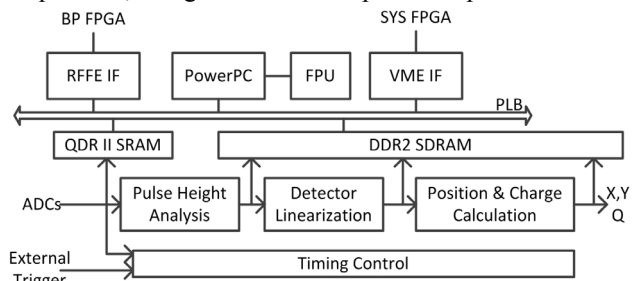 BP FPGA
SYS FPGA
RFFE IF
PowerPC
FPU
VME IF
PLB
QDR II SRAM
DDR2 SDRAM
ADCs
Pulse Height
Analysis
Detector
Linearization
Position & Charge
Calculation
X,Y
Q
External
Trigger
Timing Control